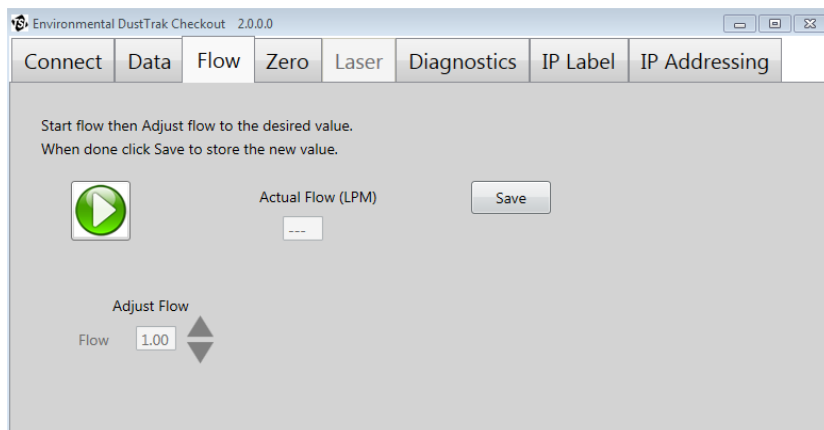 TSI Environmental DustTrak Checkout 2.0.0.0
Connect Data Flow Zero Laser Diagnostics IP Label IP Addressing
Start flow then Adjust flow to the desired value.
When done click Save to store the new value.
Actual Flow (LPM)
Save
---
Adjust Flow
Flow 1.00